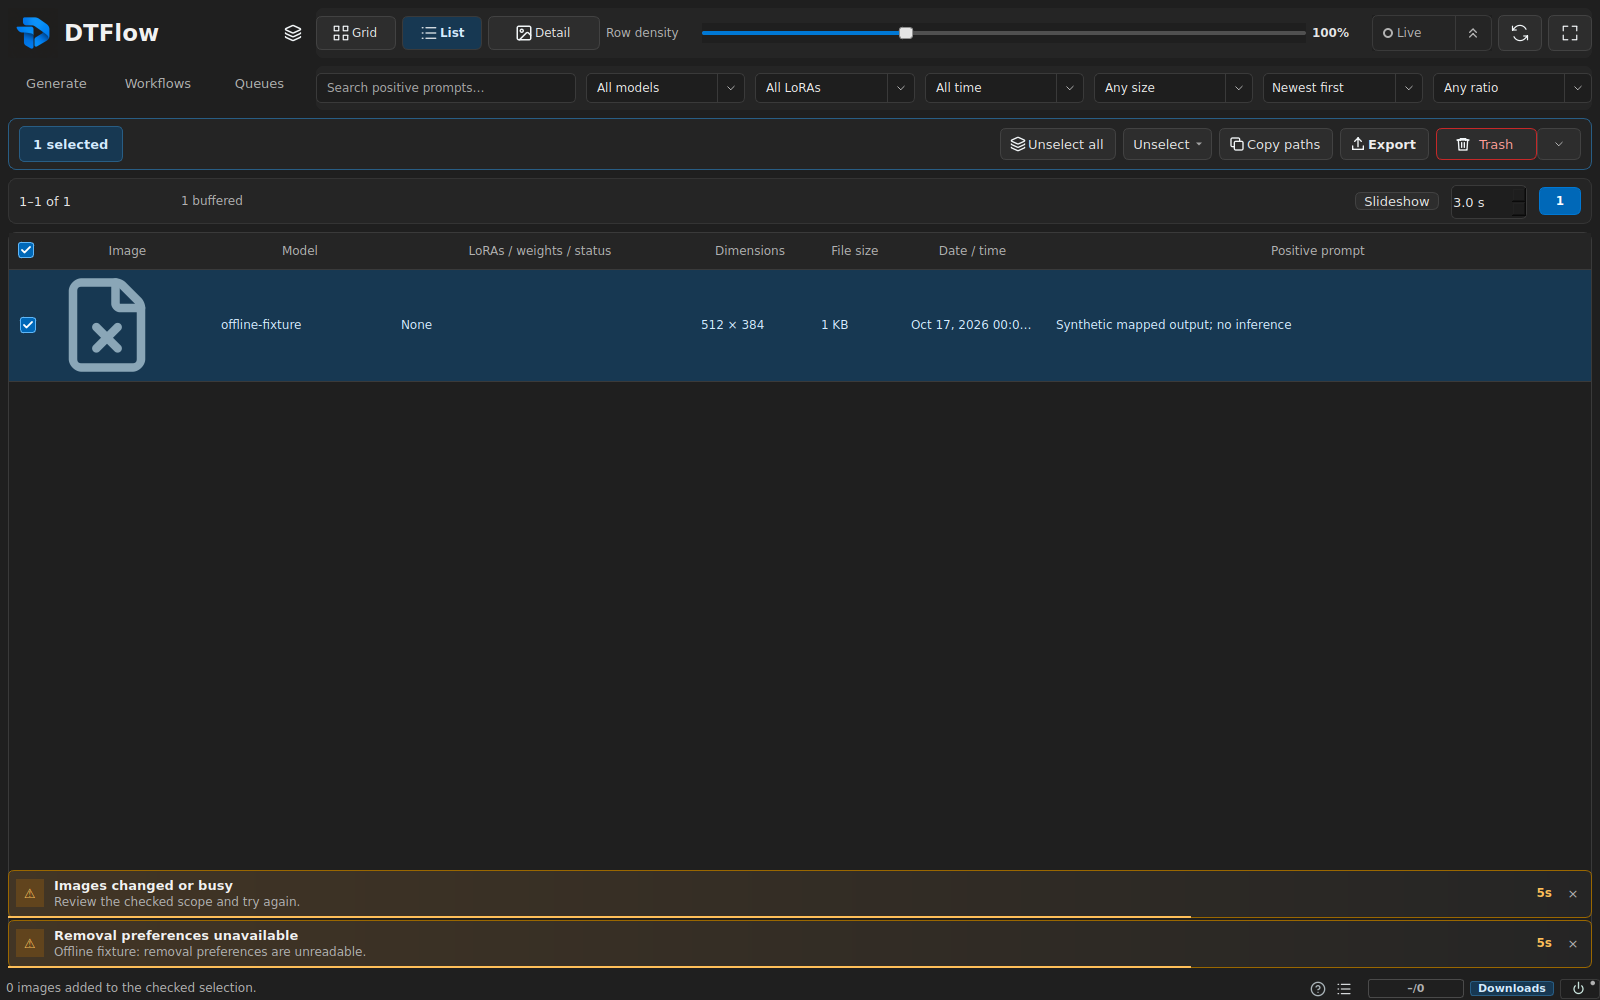 DTFlow
Grid
List
Detail
Row density
100%
Live
Generate
Workflows
Queues
Search positive prompts...
All models
All LoRAs
All time
Any size
Newest first
Any ratio
1 selected
Unselect all
Unselect
Copy paths
Export
Trash
1–1 of 1
1 buffered
Slideshow
3.0 s
1
Image
Model
LoRAs / weights / status
Dimensions
File size
Date / time
Positive prompt
offline-fixture
None
512 × 384
1 KB
Oct 17, 2026 00:0...
Synthetic mapped output; no inference
Images changed or busy
Review the checked scope and try again.
5s
Removal preferences unavailable
Offline fixture: removal preferences are unreadable.
5s
0 images added to the checked selection.
–/0
Downloads